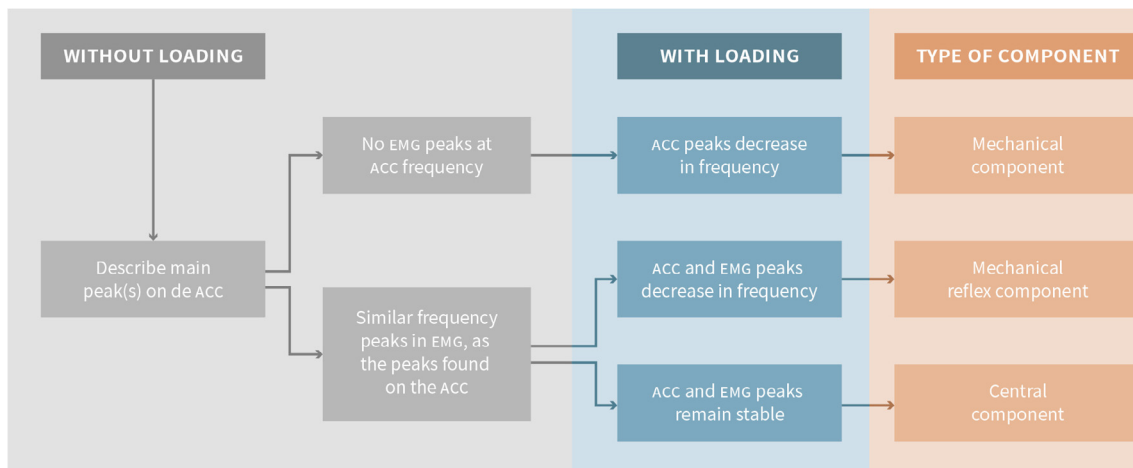 WITHOUT LOADING
WITH LOADING
TYPE OF COMPONENT
No EMG peaks at
ACC frequency
ACC peaks decrease
in frequency
Mechanical
component
Describe main
peak(s) on de ACC
Similar frequency
peaks in EMG, as
the peaks found
on the ACC
ACC and EMG peaks
decrease in frequency
Mechanical
reflex component
ACC and EMG peaks
remain stable
Central
component